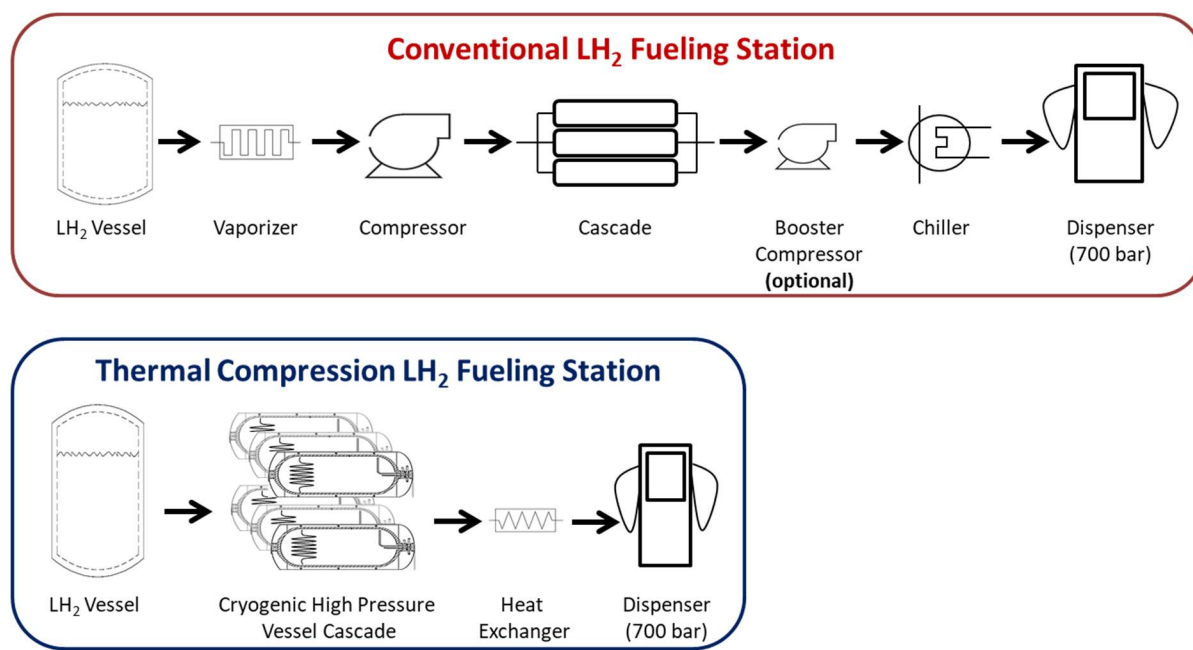 Conventional LH₂ Fueling Station
LH₂ Vessel
Vaporizer
Compressor
Cascade
Booster
Compressor
(optional)
Chiller
Dispenser
(700 bar)
Thermal Compression LH₂ Fueling Station
LH₂ Vessel
Cryogenic High Pressure
Vessel Cascade
Heat
Exchanger
Dispenser
(700 bar)